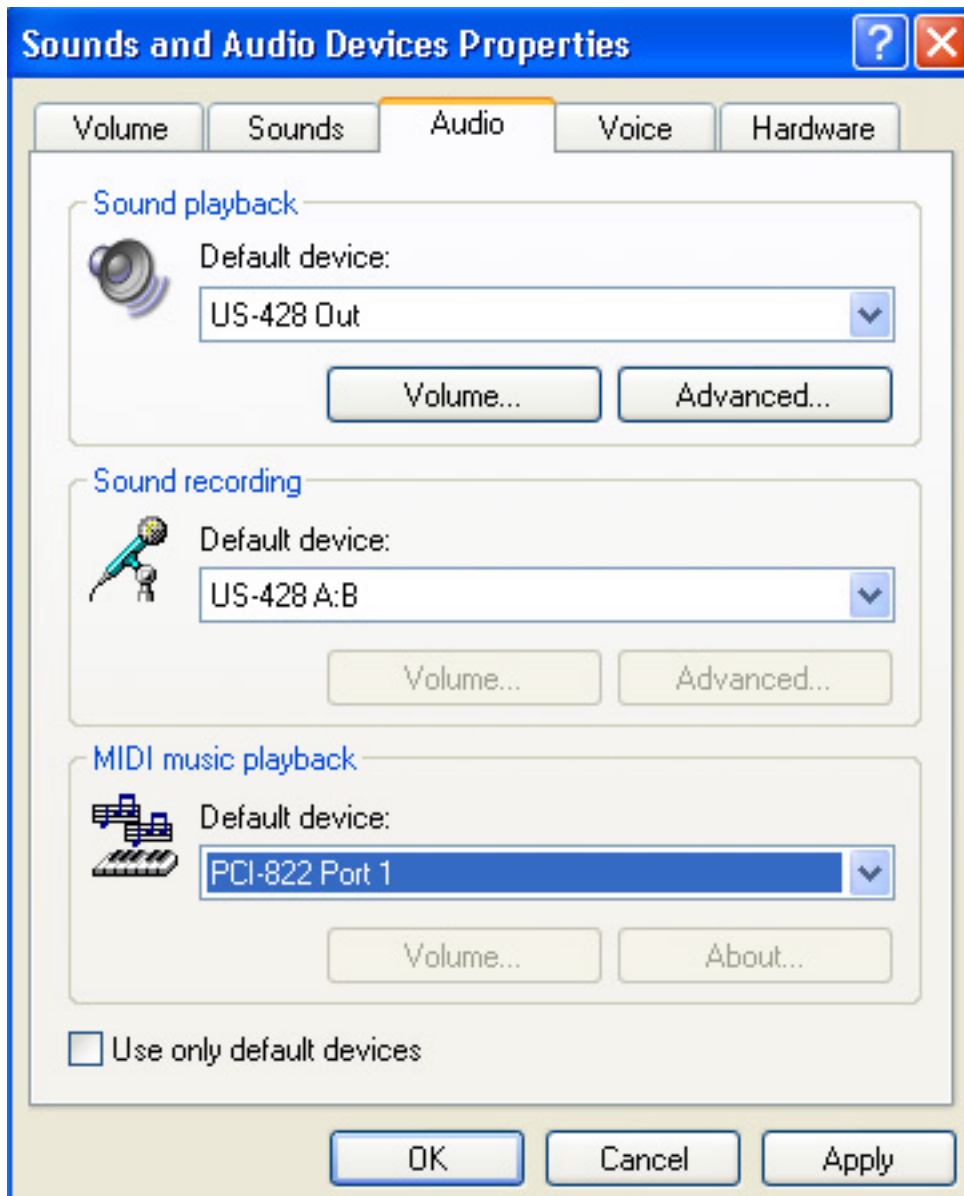 Sounds and Audio Devices Properties
Volume Sounds Audio Voice Hardware
Sound playback
Default device:
US-428 Out
Volume... Advanced...
Sound recording
Default device:
US-428 A:B
Volume... Advanced...
MIDI music playback
Default device:
PCI-822 Port 1
Volume... About...
Use only default devices
OK Cancel Apply